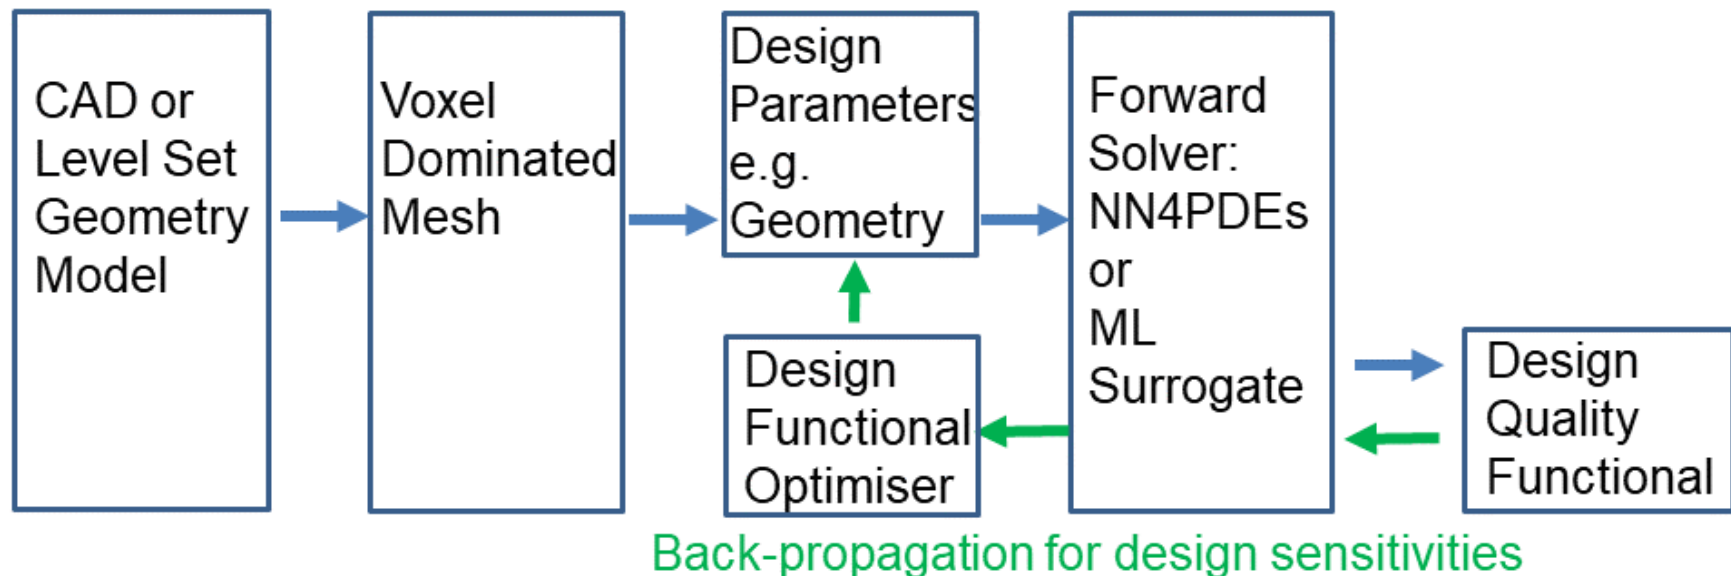 CAD or
Level Set
Geometry
Model
Voxel
Dominated
Mesh
Design
Parameters
e.g.
Geometry
Design
Functional
Optimiser
Forward
Solver:
NN4PDEs
or
ML
Surrogate
Design
Quality
Functional
Back-propagation for design sensitivities